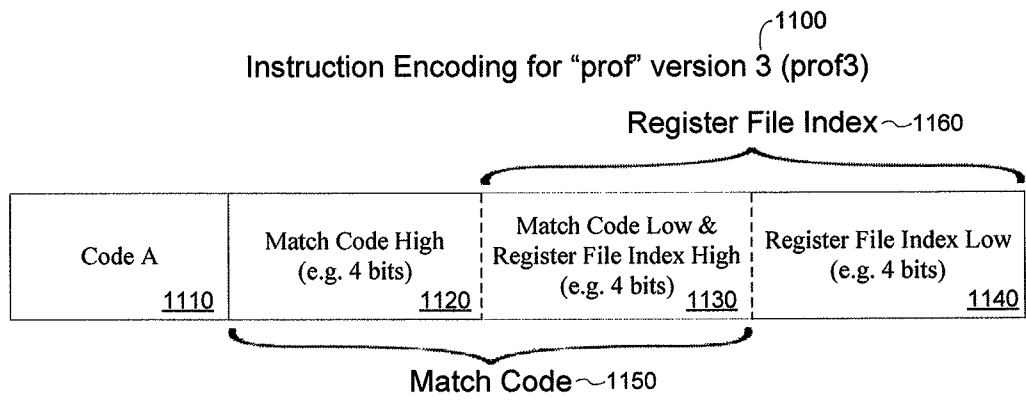 1100
Instruction Encoding for “prof” version 3 (prof3)
Register File Index 1160
Code A
1110
Match Code High
(e.g. 4 bits)
1120
Match Code Low &
Register File Index High
(e.g. 4 bits)
1130
Register File Index Low
(e.g. 4 bits)
1140
Match Code 1150